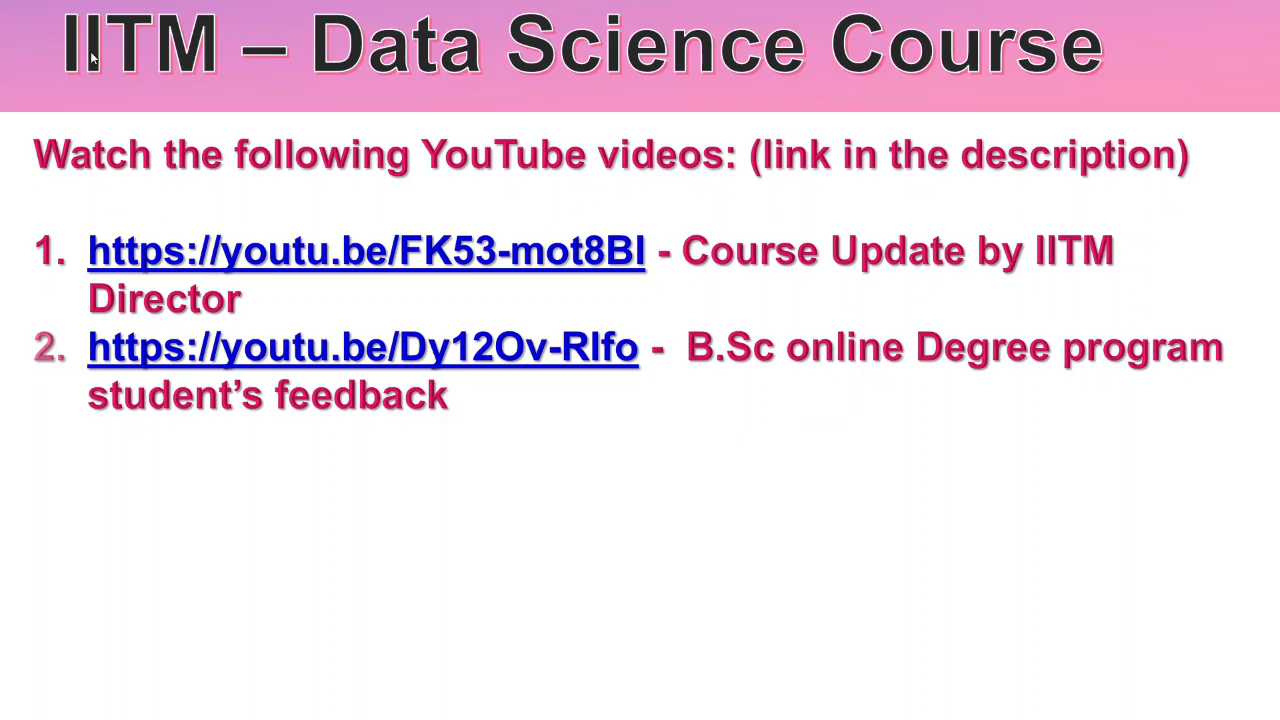 IITM – Data Science Course
Watch the following YouTube videos: (link in the description)
1. https://youtu.be/FK53-mot8BI - Course Update by IITM
Director
2. https://youtu.be/Dy12Ov-RIfo - B.Sc online Degree program
student’s feedback